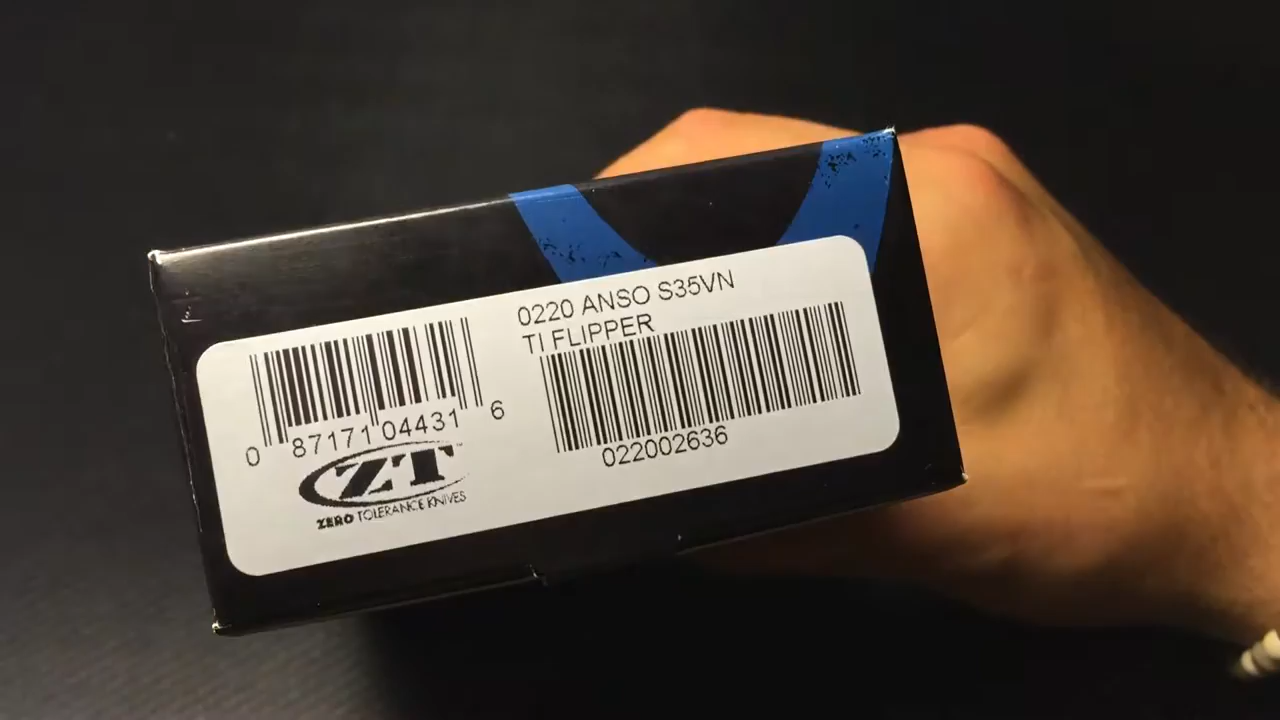 0220 ANSO S35VN
TI FLIPPER
0 87171 04431 6
022002636
ZT
ZERO TOLERANCE KNIVES